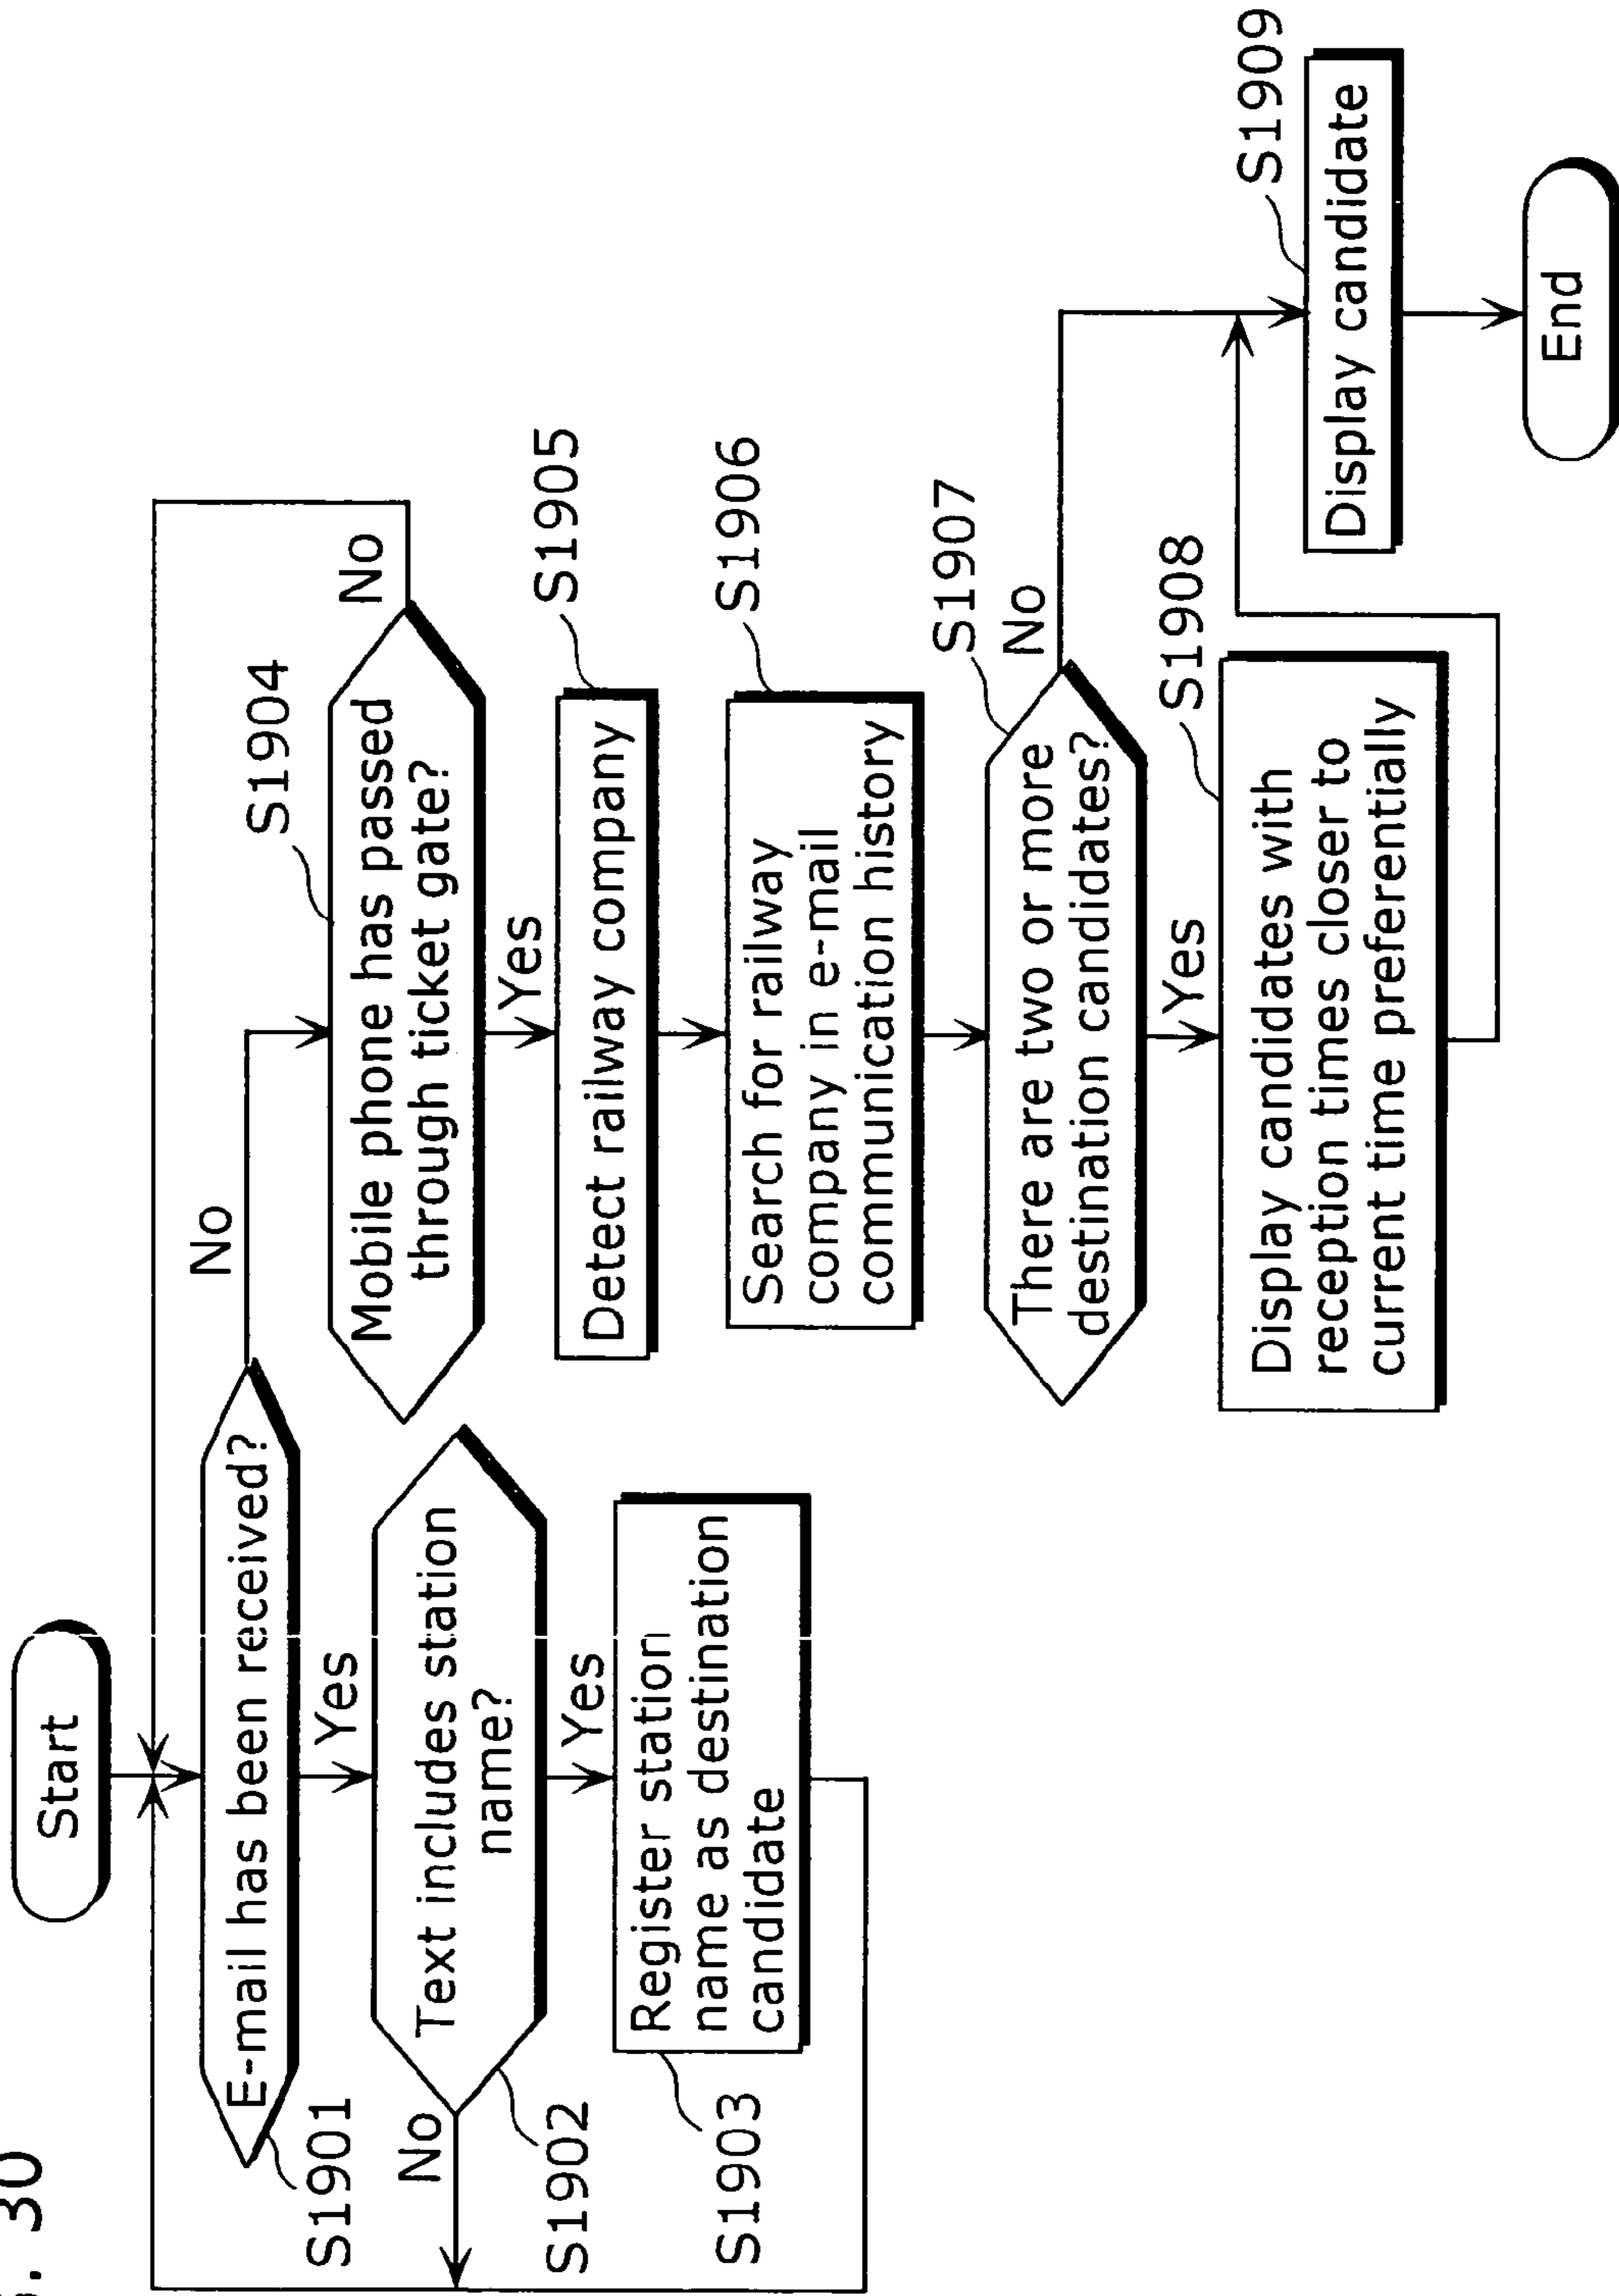 . 30
Start
E-mail has been received?
S1901
No
Yes
Text includes station
name?
S1902
No
Yes
Register station
name as destination
candidate
S1903
S1904
Mobile phone has passed
through ticket gate?
No
Yes
S1905
Detect railway company
S1906
Search for railway
company in e-mail
communication history
S1907
There are two or more
destination candidates?
No
Yes
S1908
Display candidates with
reception times closer to
current time preferentially
S1909
Display candidate
End